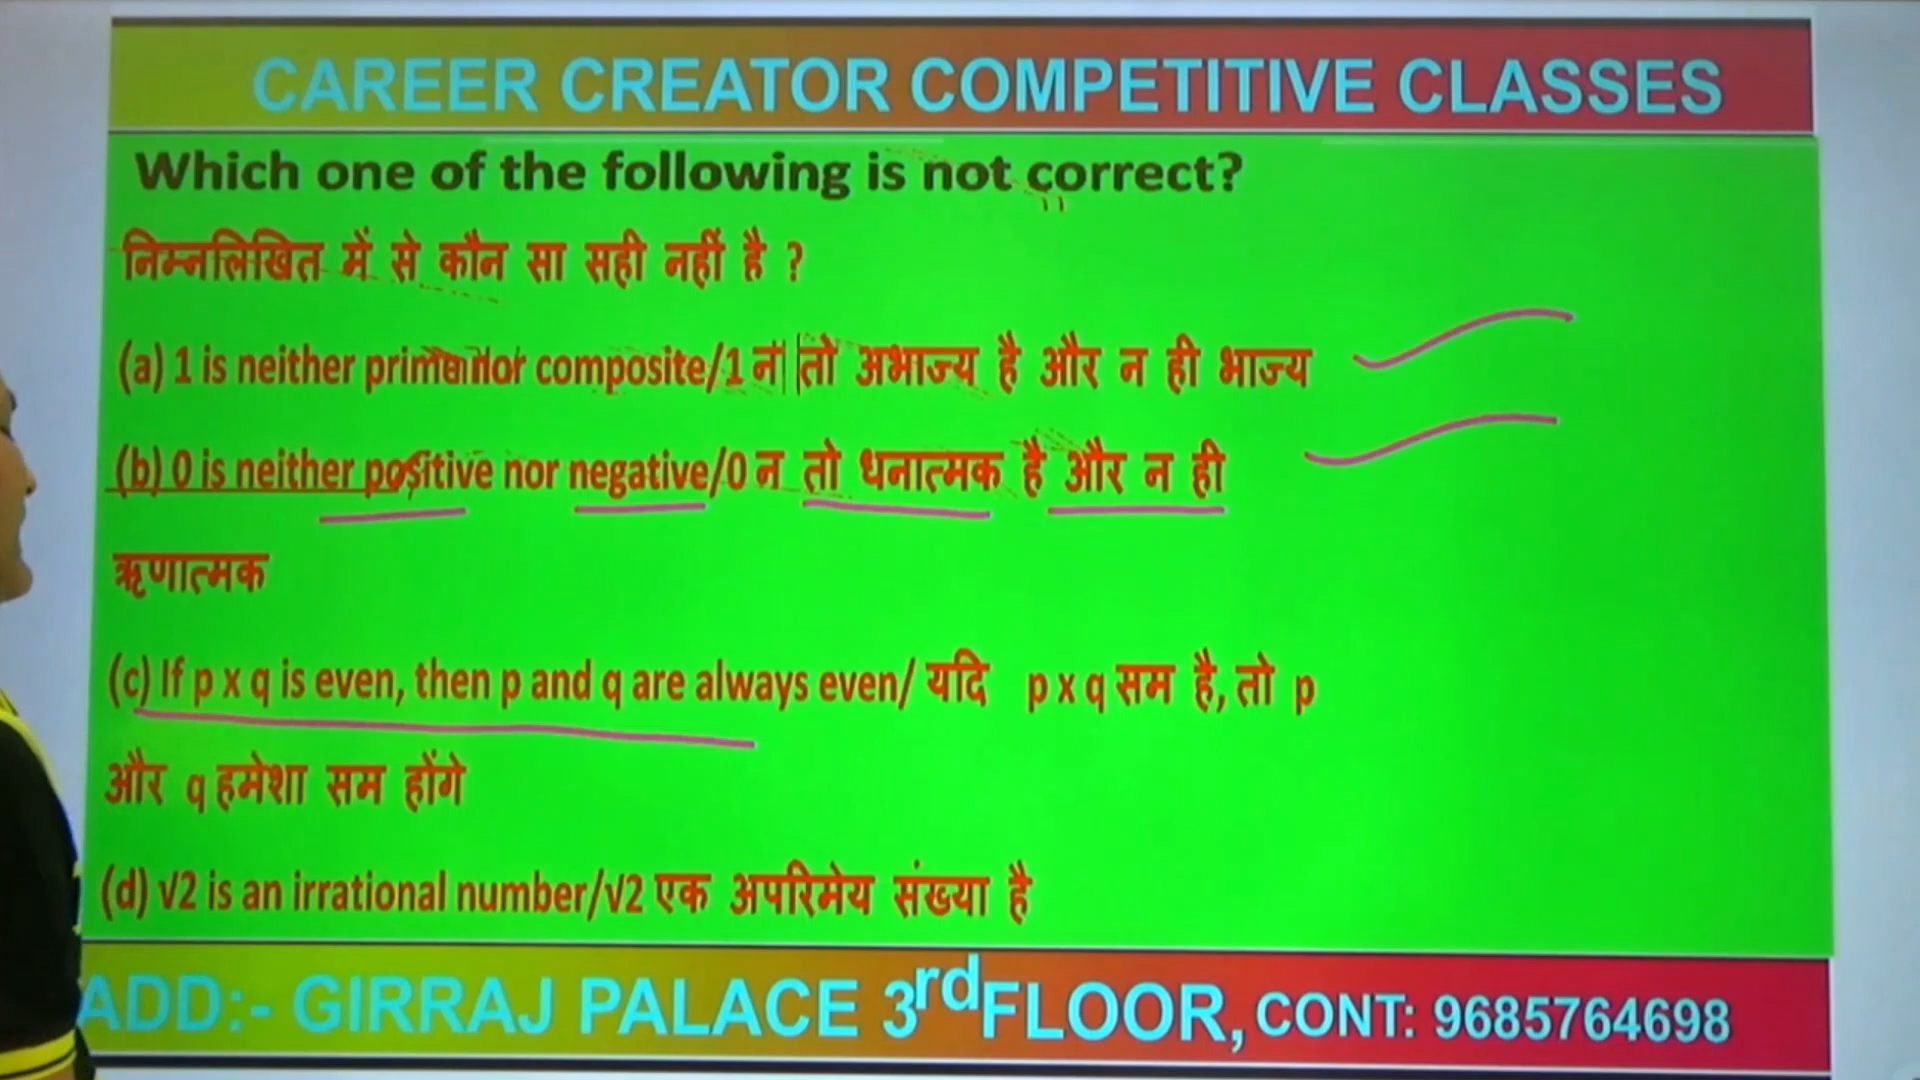 CAREER CREATOR COMPETITIVE CLASSES
Which one of the following is not correct?
निम्नलिखित में से कौन सा सही नहीं है ?
(a) 1 is neither prime nor composite/1 न तो अभाज्य है और न ही भाज्य
(b) 0 is neither positive nor negative/0 न तो धनात्मक है और न ही
ऋणात्मक
(c) If p x q is even, then p and q are always even/ यदि p x q सम है, तो p
और q हमेशा सम होंगे
(d) √2 is an irrational number/√2 एक अपरिमेय संख्या है
ADD:- GIRRAJ PALACE 3rd FLOOR, CONT: 9685764698